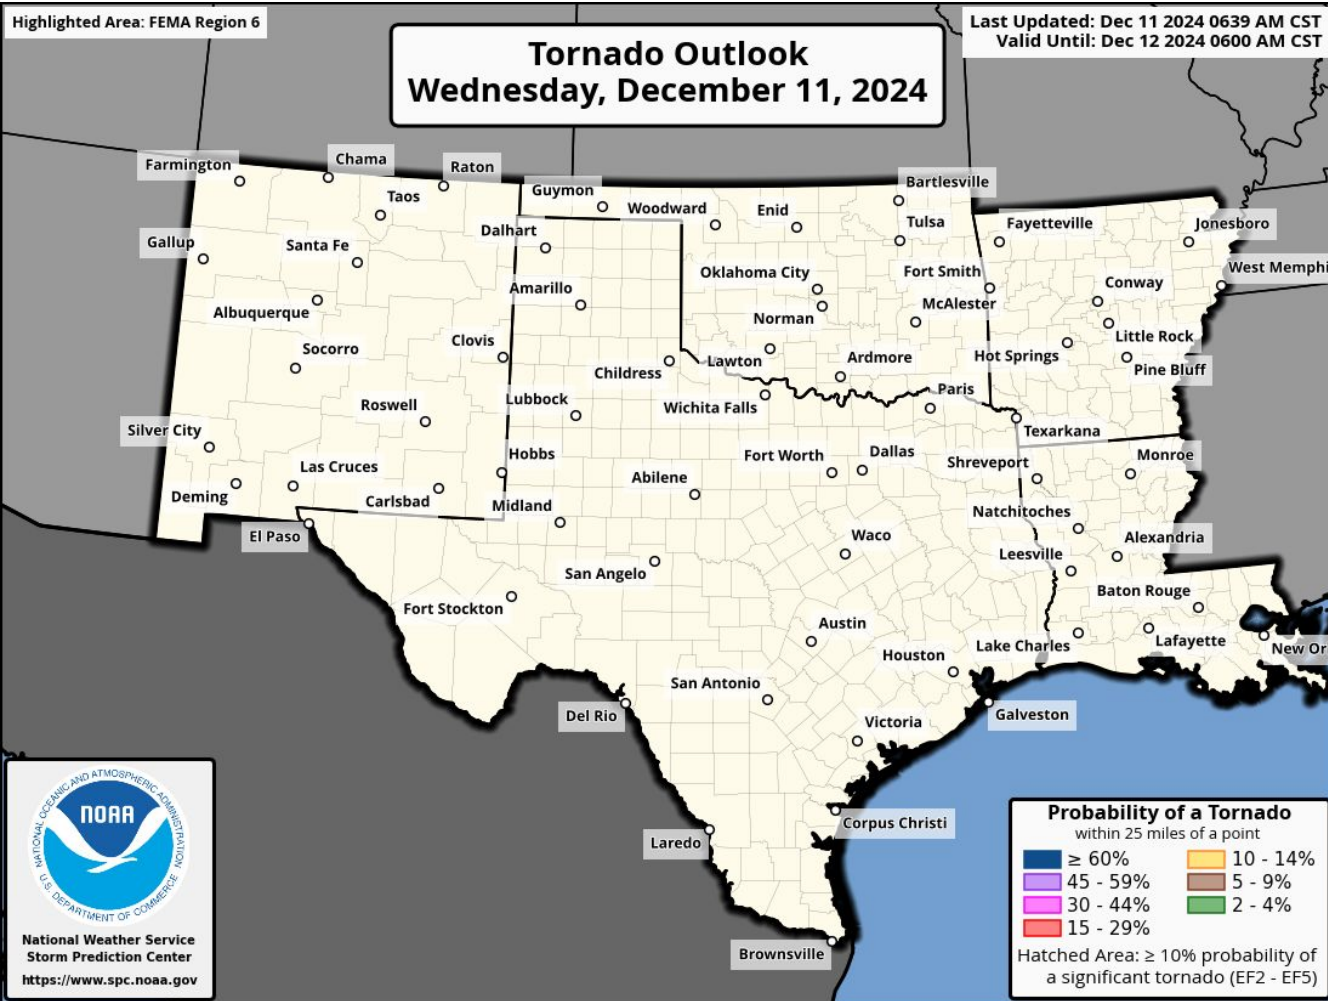 Highlighted Area: FEMA Region 6
Last Updated: Dec 11 2024 0639 AM CST
Valid Until: Dec 12 2024 0600 AM CST
Tornado Outlook
Wednesday, December 11, 2024
Farmington
Chama
Raton
Taos
Guymon
Woodward
Enid
Bartlesville
Tulsa
Fayetteville
Jonesboro
Gallup
Santa Fe
Dalhart
Oklahoma City
Fort Smith
West Memphi
Albuquerque
Amarillo
Norman
McAlester
Conway
Socorro
Clovis
Childress
Lawton
Ardmore
Hot Springs
Little Rock
Pine Bluff
Roswell
Lubbock
Wichita Falls
Paris
Texarkana
Silver City
Las Cruces
Hobbs
Abilene
Fort Worth
Dallas
Shreveport
Monroe
Deming
Carlsbad
Midland
Natchitoches
El Paso
San Angelo
Waco
Leesville
Alexandria
Fort Stockton
Baton Rouge
Austin
Houston
Lake Charles
Lafayette
New Or
San Antonio
Del Rio
Victoria
Galveston
Laredo
Corpus Christi
Brownsville
NATIONAL OCEANIC AND ATMOSPHERIC ADMINISTRATION
NOAA
U.S. DEPARTMENT OF COMMERCE
National Weather Service
Storm Prediction Center
https://www.spc.noaa.gov
Probability of a Tornado
within 25 miles of a point
≥ 60%
10 - 14%
45 - 59%
5 - 9%
30 - 44%
2 - 4%
15 - 29%
Hatched Area: ≥ 10% probability of
a significant tornado (EF2 - EF5)